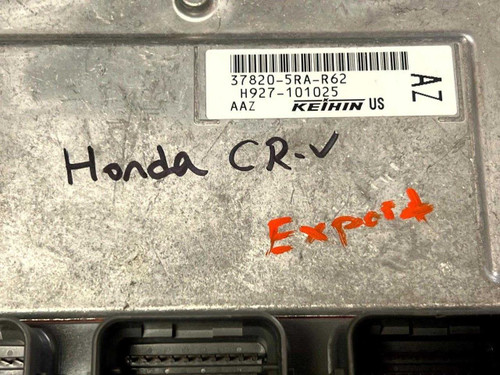 37820-5RA-R62
H927-101025
AAZ KEIHIN US
AZ
Honda CR-V
Export